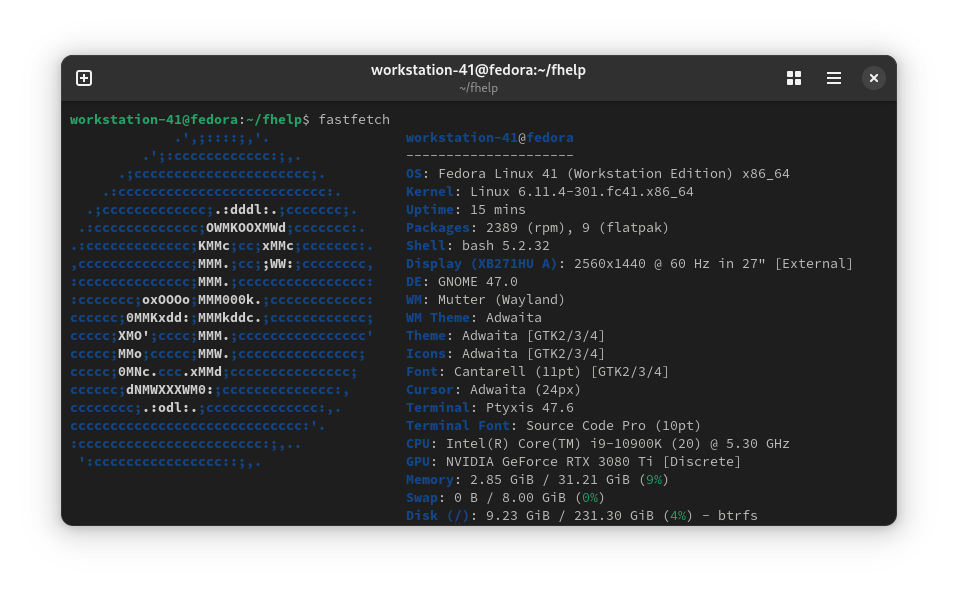 workstation-41@fedora:~/fhelp
~/fhelp
workstation-41@fedora:~/fhelp$ fastfetch
             .',;::::;,'.                 workstation-41@fedora
         .';:cccccccccccc:;,.             ---------------------
      .;cccccccccccccccccccccc;.          OS: Fedora Linux 41 (Workstation Edition) x86_64
    .:cccccccccccccccccccccccccc:.        Kernel: Linux 6.11.4-301.fc41.x86_64
  .;ccccccccccccc;.:dddl:.;ccccccc;.      Uptime: 15 mins
 .:ccccccccccccc;OWMKOOXMWd;ccccccc:.     Packages: 2389 (rpm), 9 (flatpak)
.:ccccccccccccc;KMMc;cc;xMMc;ccccccc:.    Shell: bash 5.2.32
,cccccccccccccc;MMM.;cc;;WW:;cccccccc,    Display (XB271HU A): 2560x1440 @ 60 Hz in 27" [External]
:cccccccccccccc;MMM.;cccccccccccccccc:    DE: GNOME 47.0
:ccccccc;oxOOOo;MMM000k.;cccccccccccc:    WM: Mutter (Wayland)
cccccc;0MMKxdd:;MMMkddc.;cccccccccccc;    WM Theme: Adwaita
ccccc;XMO';cccc;MMM.;cccccccccccccccc'    Theme: Adwaita [GTK2/3/4]
ccccc;MMo;ccccc;MMW.;ccccccccccccccc;     Icons: Adwaita [GTK2/3/4]
ccccc;0MNc.ccc.xMMd;ccccccccccccccc;      Font: Cantarell (11pt) [GTK2/3/4]
cccccc;dNMWXXXWM0:;cccccccccccccc:,       Cursor: Adwaita (24px)
cccccccc;.:odl:.;cccccccccccccc:,.        Terminal: Ptyxis 47.6
ccccccccccccccccccccccccccccc:'.          Terminal Font: Source Code Pro (10pt)
:ccccccccccccccccccccccc:;,..             CPU: Intel(R) Core(TM) i9-10900K (20) @ 5.30 GHz
 ':cccccccccccccccc::;,.                  GPU: NVIDIA GeForce RTX 3080 Ti [Discrete]
Memory: 2.85 GiB / 31.21 GiB (9%)
Swap: 0 B / 8.00 GiB (0%)
Disk (/): 9.23 GiB / 231.30 GiB (4%) - btrfs